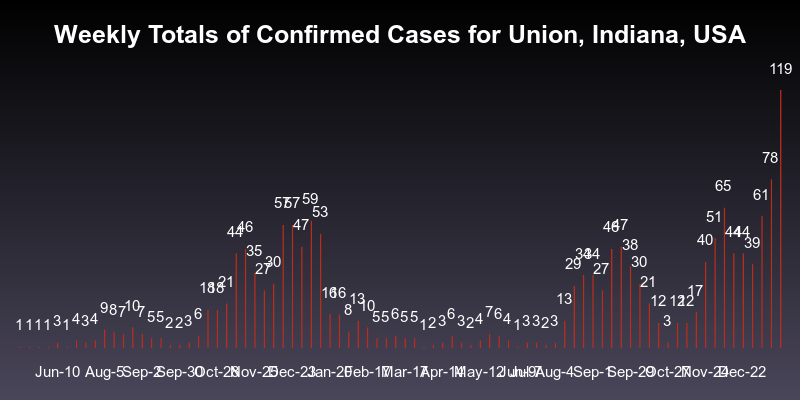 Weekly Totals of Confirmed Cases for Union, Indiana, USA
119
78
65
61
57 57 47 59 53
51
44 46 35 27 30
46 47 38 30 21
40
44 44 39
29 34 34 27
18 18 21
16 16 8 13 10
13
12 3 12 12 17
1 1 1 1 3 1 4 3 4 9 8 7 10 7 5 5 2 2 3 6
5 5 6 5 5 1 2 3 6 3 2 4 7 6 4 1 3 3 2 3
Jun-10 Aug-5 Sep-2 Sep-30 Oct-28 Nov-25 Dec-23 Jan-20 Feb-17 Mar-17 Apr-14 May-12 Jun-9 Jul-7 Aug-4 Sep-1 Sep-29 Oct-27 Nov-24 Dec-22